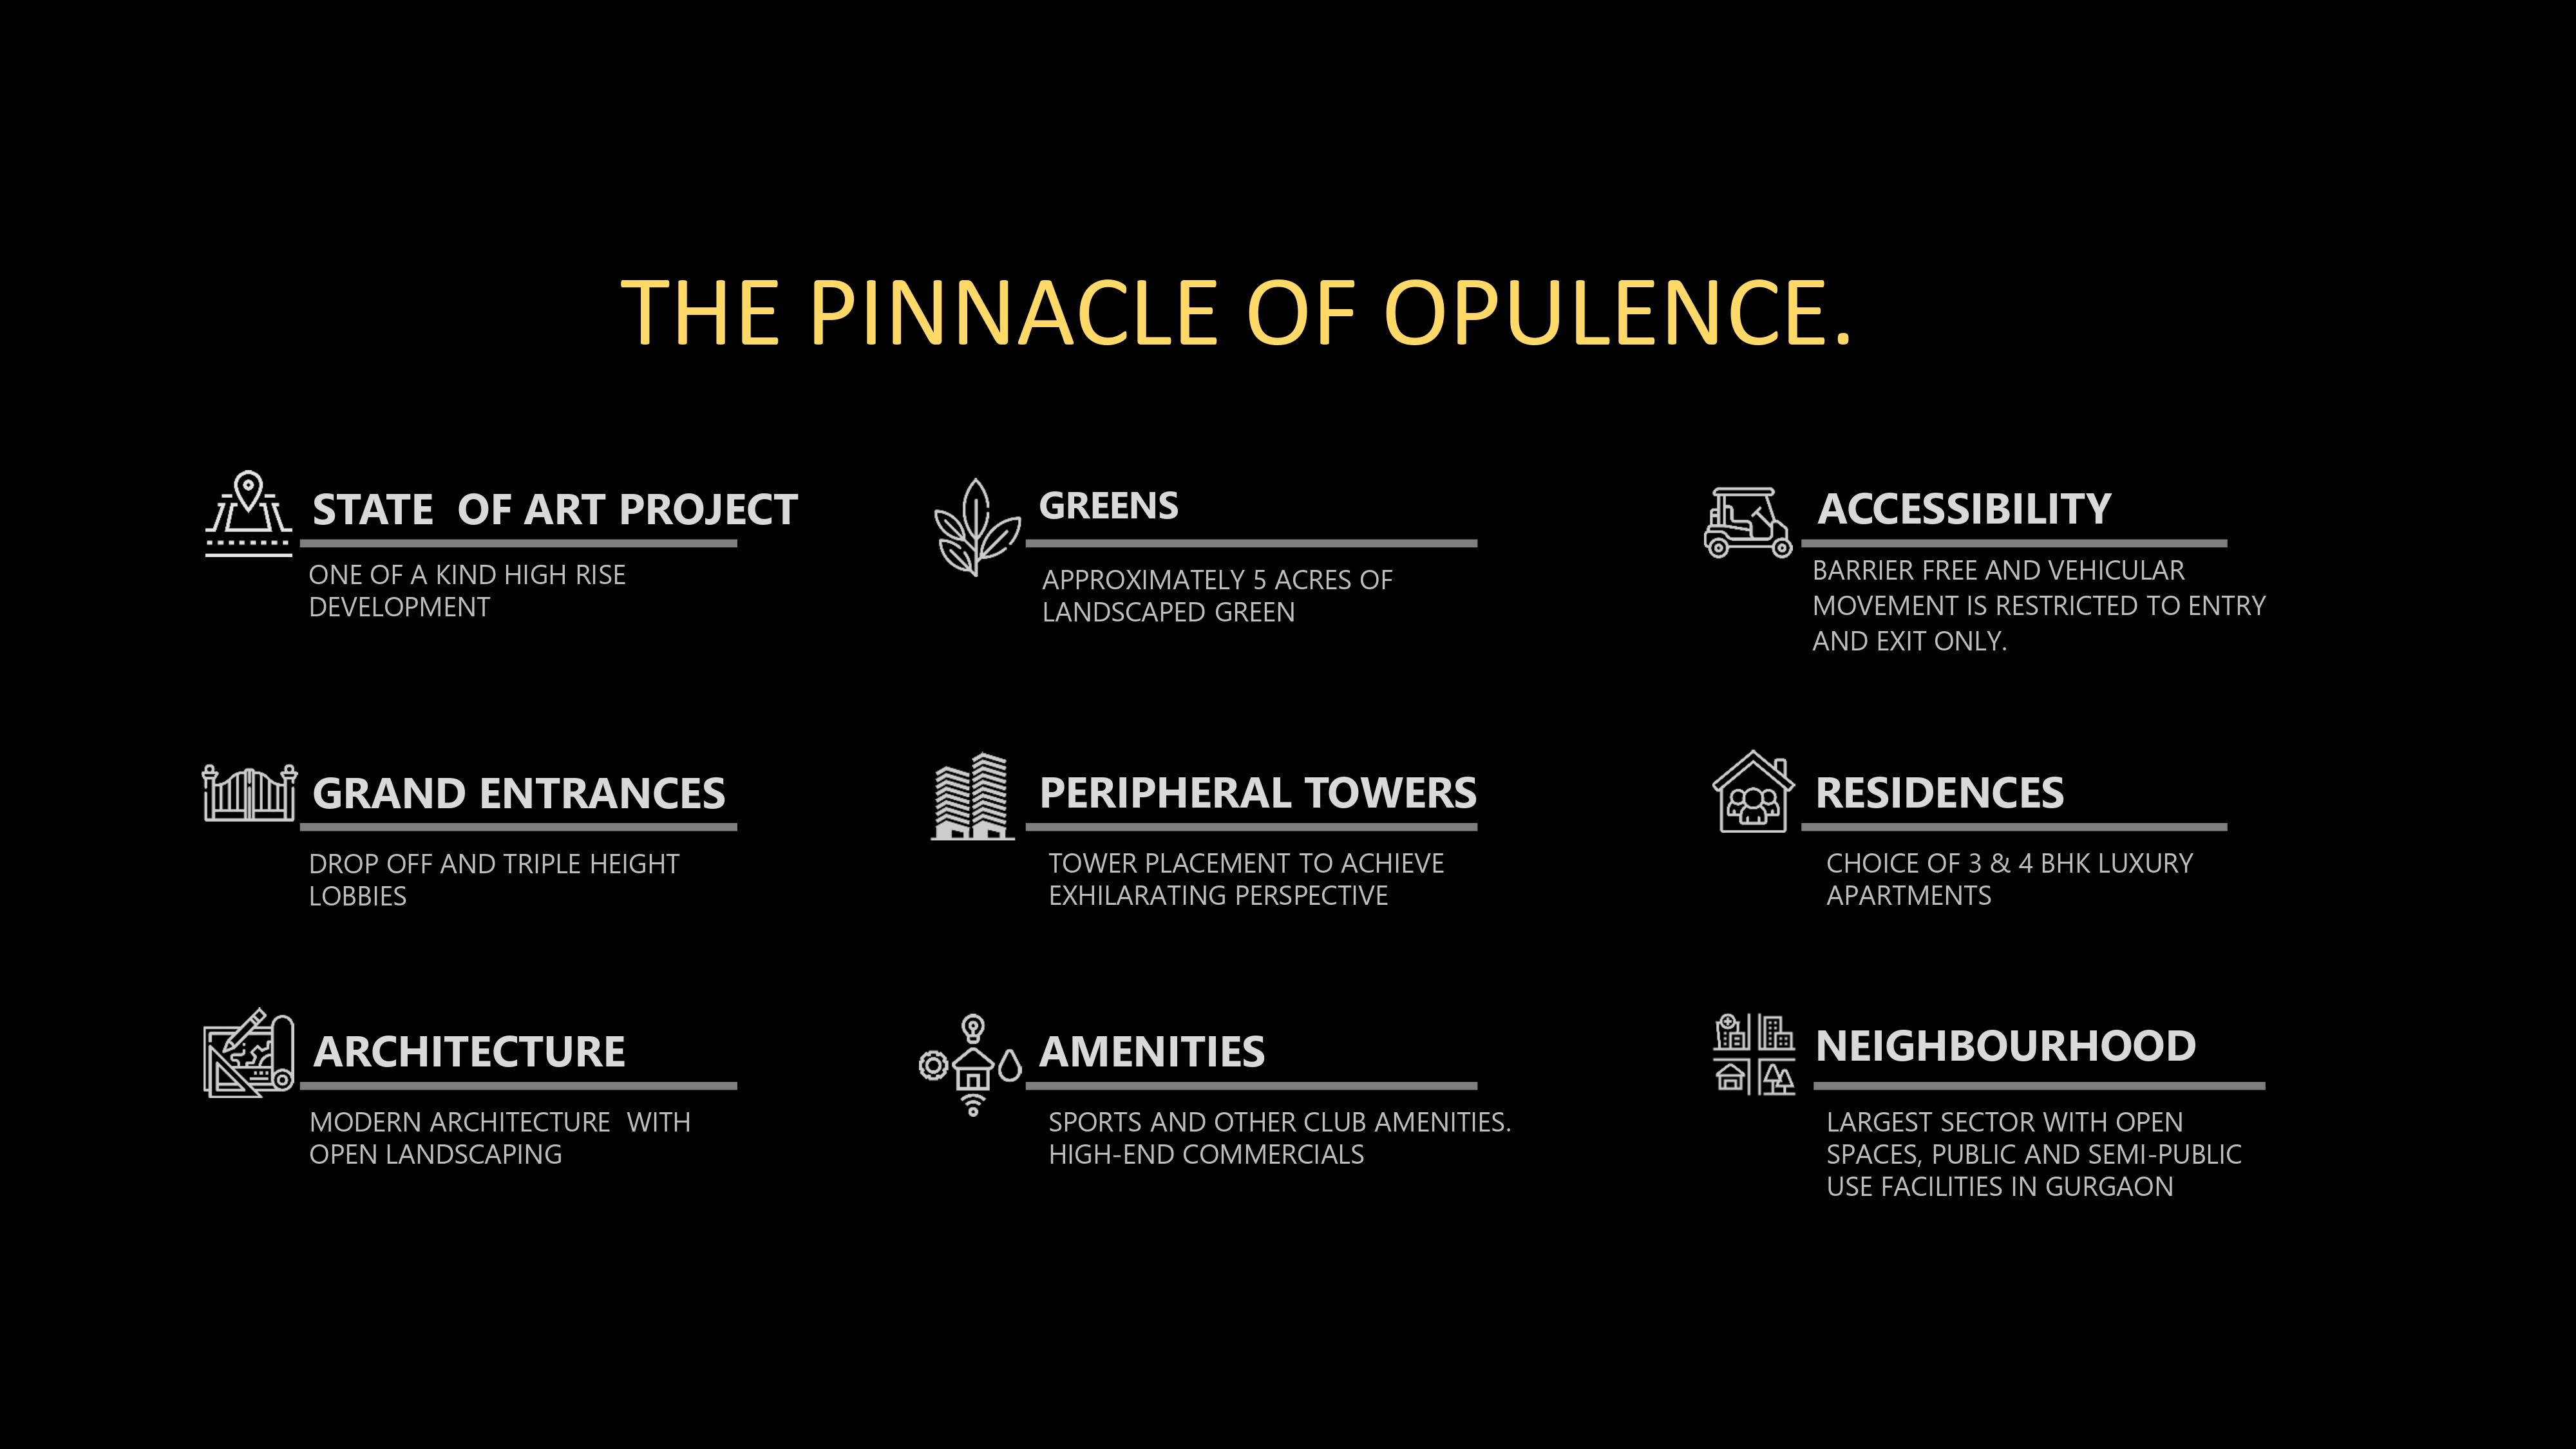 THE PINNACLE OF OPULENCE.
STATE  OF ART PROJECT
ONE OF A KIND HIGH RISE
DEVELOPMENT
GREENS
APPROXIMATELY 5 ACRES OF
LANDSCAPED GREEN
ACCESSIBILITY
BARRIER FREE AND VEHICULAR
MOVEMENT IS RESTRICTED TO ENTRY
AND EXIT ONLY.
GRAND ENTRANCES
DROP OFF AND TRIPLE HEIGHT
LOBBIES
PERIPHERAL TOWERS
TOWER PLACEMENT TO ACHIEVE
EXHILARATING PERSPECTIVE
RESIDENCES
CHOICE OF 3 & 4 BHK LUXURY
APARTMENTS
ARCHITECTURE
MODERN ARCHITECTURE  WITH
OPEN LANDSCAPING
AMENITIES
SPORTS AND OTHER CLUB AMENITIES.
HIGH-END COMMERCIALS
NEIGHBOURHOOD
LARGEST SECTOR WITH OPEN
SPACES, PUBLIC AND SEMI-PUBLIC
USE FACILITIES IN GURGAON